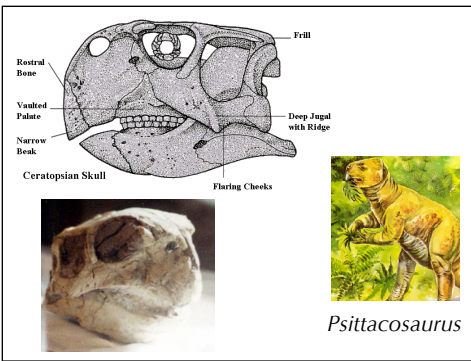 Frill
Rostral
Bone
Vaulted
Palate
Narrow
Beak
Deep Jugal
with Ridge
Ceratopsian Skull
Flaring Cheeks
Psittacosaurus